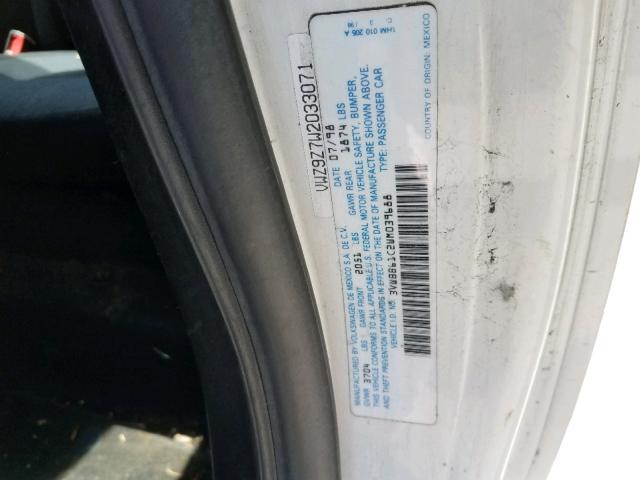 VWZ9Z7W2033071
MANUFACTURED BY VOLKSWAGEN DE MEXICO S.A. DE C.V. DATE 07/98
GVWR 3704 LBS GAWR FRONT 2051 LBS GAWR REAR 1874 LBS
THIS VEHICLE CONFORMS TO ALL APPLICABLE U.S. FEDERAL MOTOR VEHICLE SAFETY, BUMPER,
AND THEFT PREVENTION STANDARDS IN EFFECT ON THE DATE OF MANUFACTURE SHOWN ABOVE.
VEHICLE I.D. NO. 3VWBB61C2WM039688 TYPE: PASSENGER CAR
COUNTRY OF ORIGIN: MEXICO
1HM 010 205 A